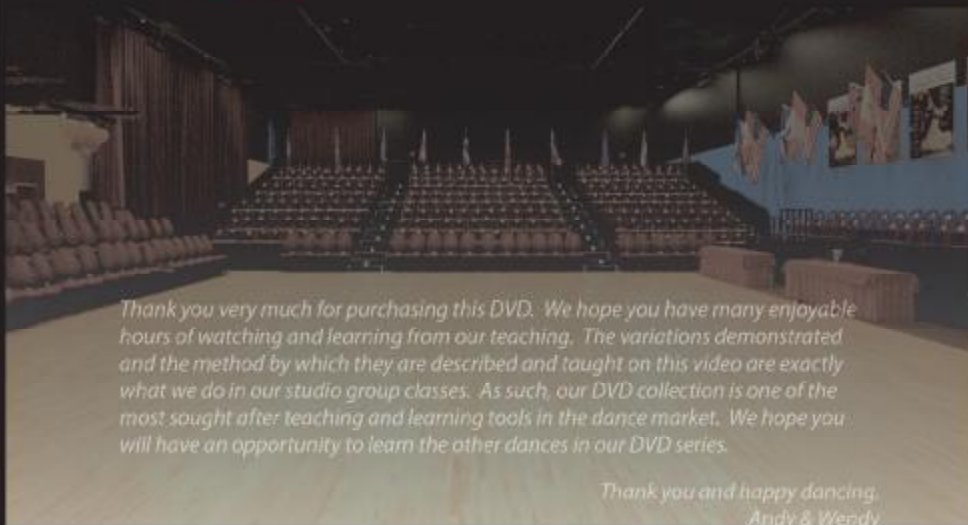 Thank you very much for purchasing this DVD. We hope you have many enjoyable
hours of watching and learning from our teaching. The variations demonstrated
and the method by which they are described and taught on this video are exactly
what we do in our studio group classes. As such, our DVD collection is one of the
most sought after teaching and learning tools in the dance market. We hope you
will have an opportunity to learn the other dances in our DVD series.
Thank you and happy dancing.
Andy & Wendy